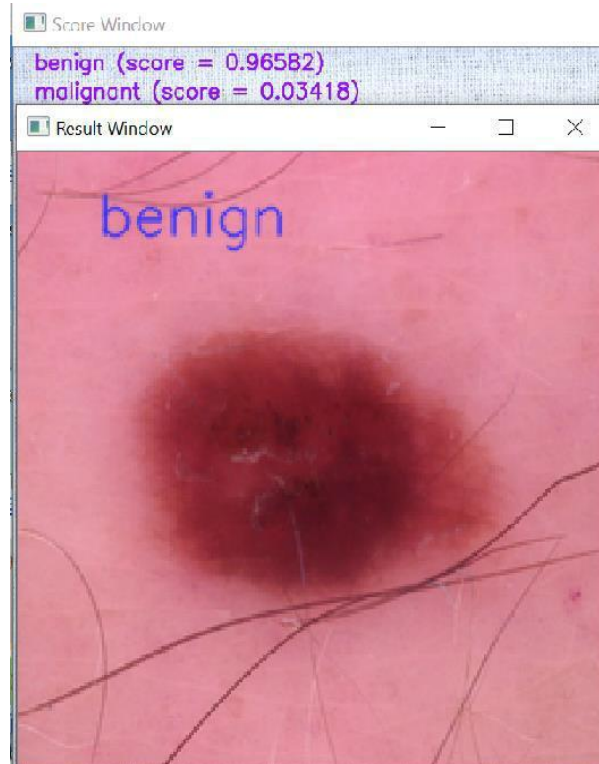 Score Window
benign (score = 0.96582)
malignant (score = 0.03418)
Result Window
benign